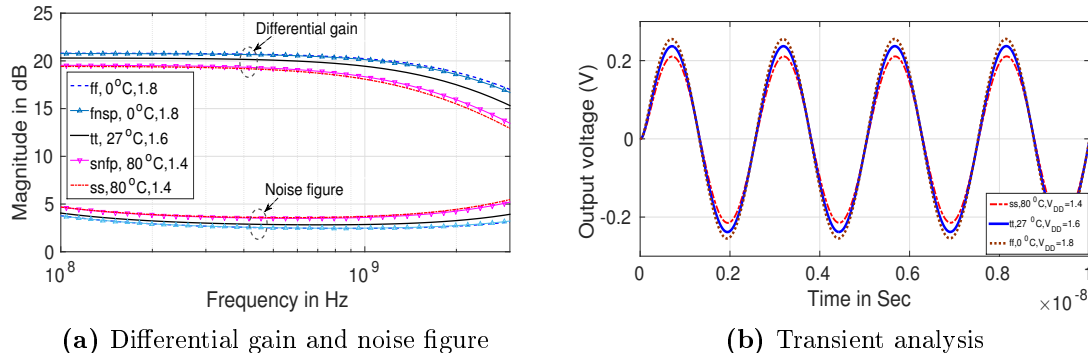 25
20
15
10
5
0
Magnitude in dB
Differential gain
ff, 0°C,1.8
fnsp, 0°C,1.8
tt, 27°C,1.6
snfp, 80°C,1.4
ss,80°C,1.4
Noise figure
10^8
10^9
Frequency in Hz
(a) Differential gain and noise figure
0.2
0
-0.2
Output voltage (V)
ss,80 °C,V_DD=1.4
tt,27 °C,V_DD=1.6
ff,0 °C,V_DD=1.8
0
0.2
0.4
0.6
0.8
Time in Sec
×10^-8
(b) Transient analysis